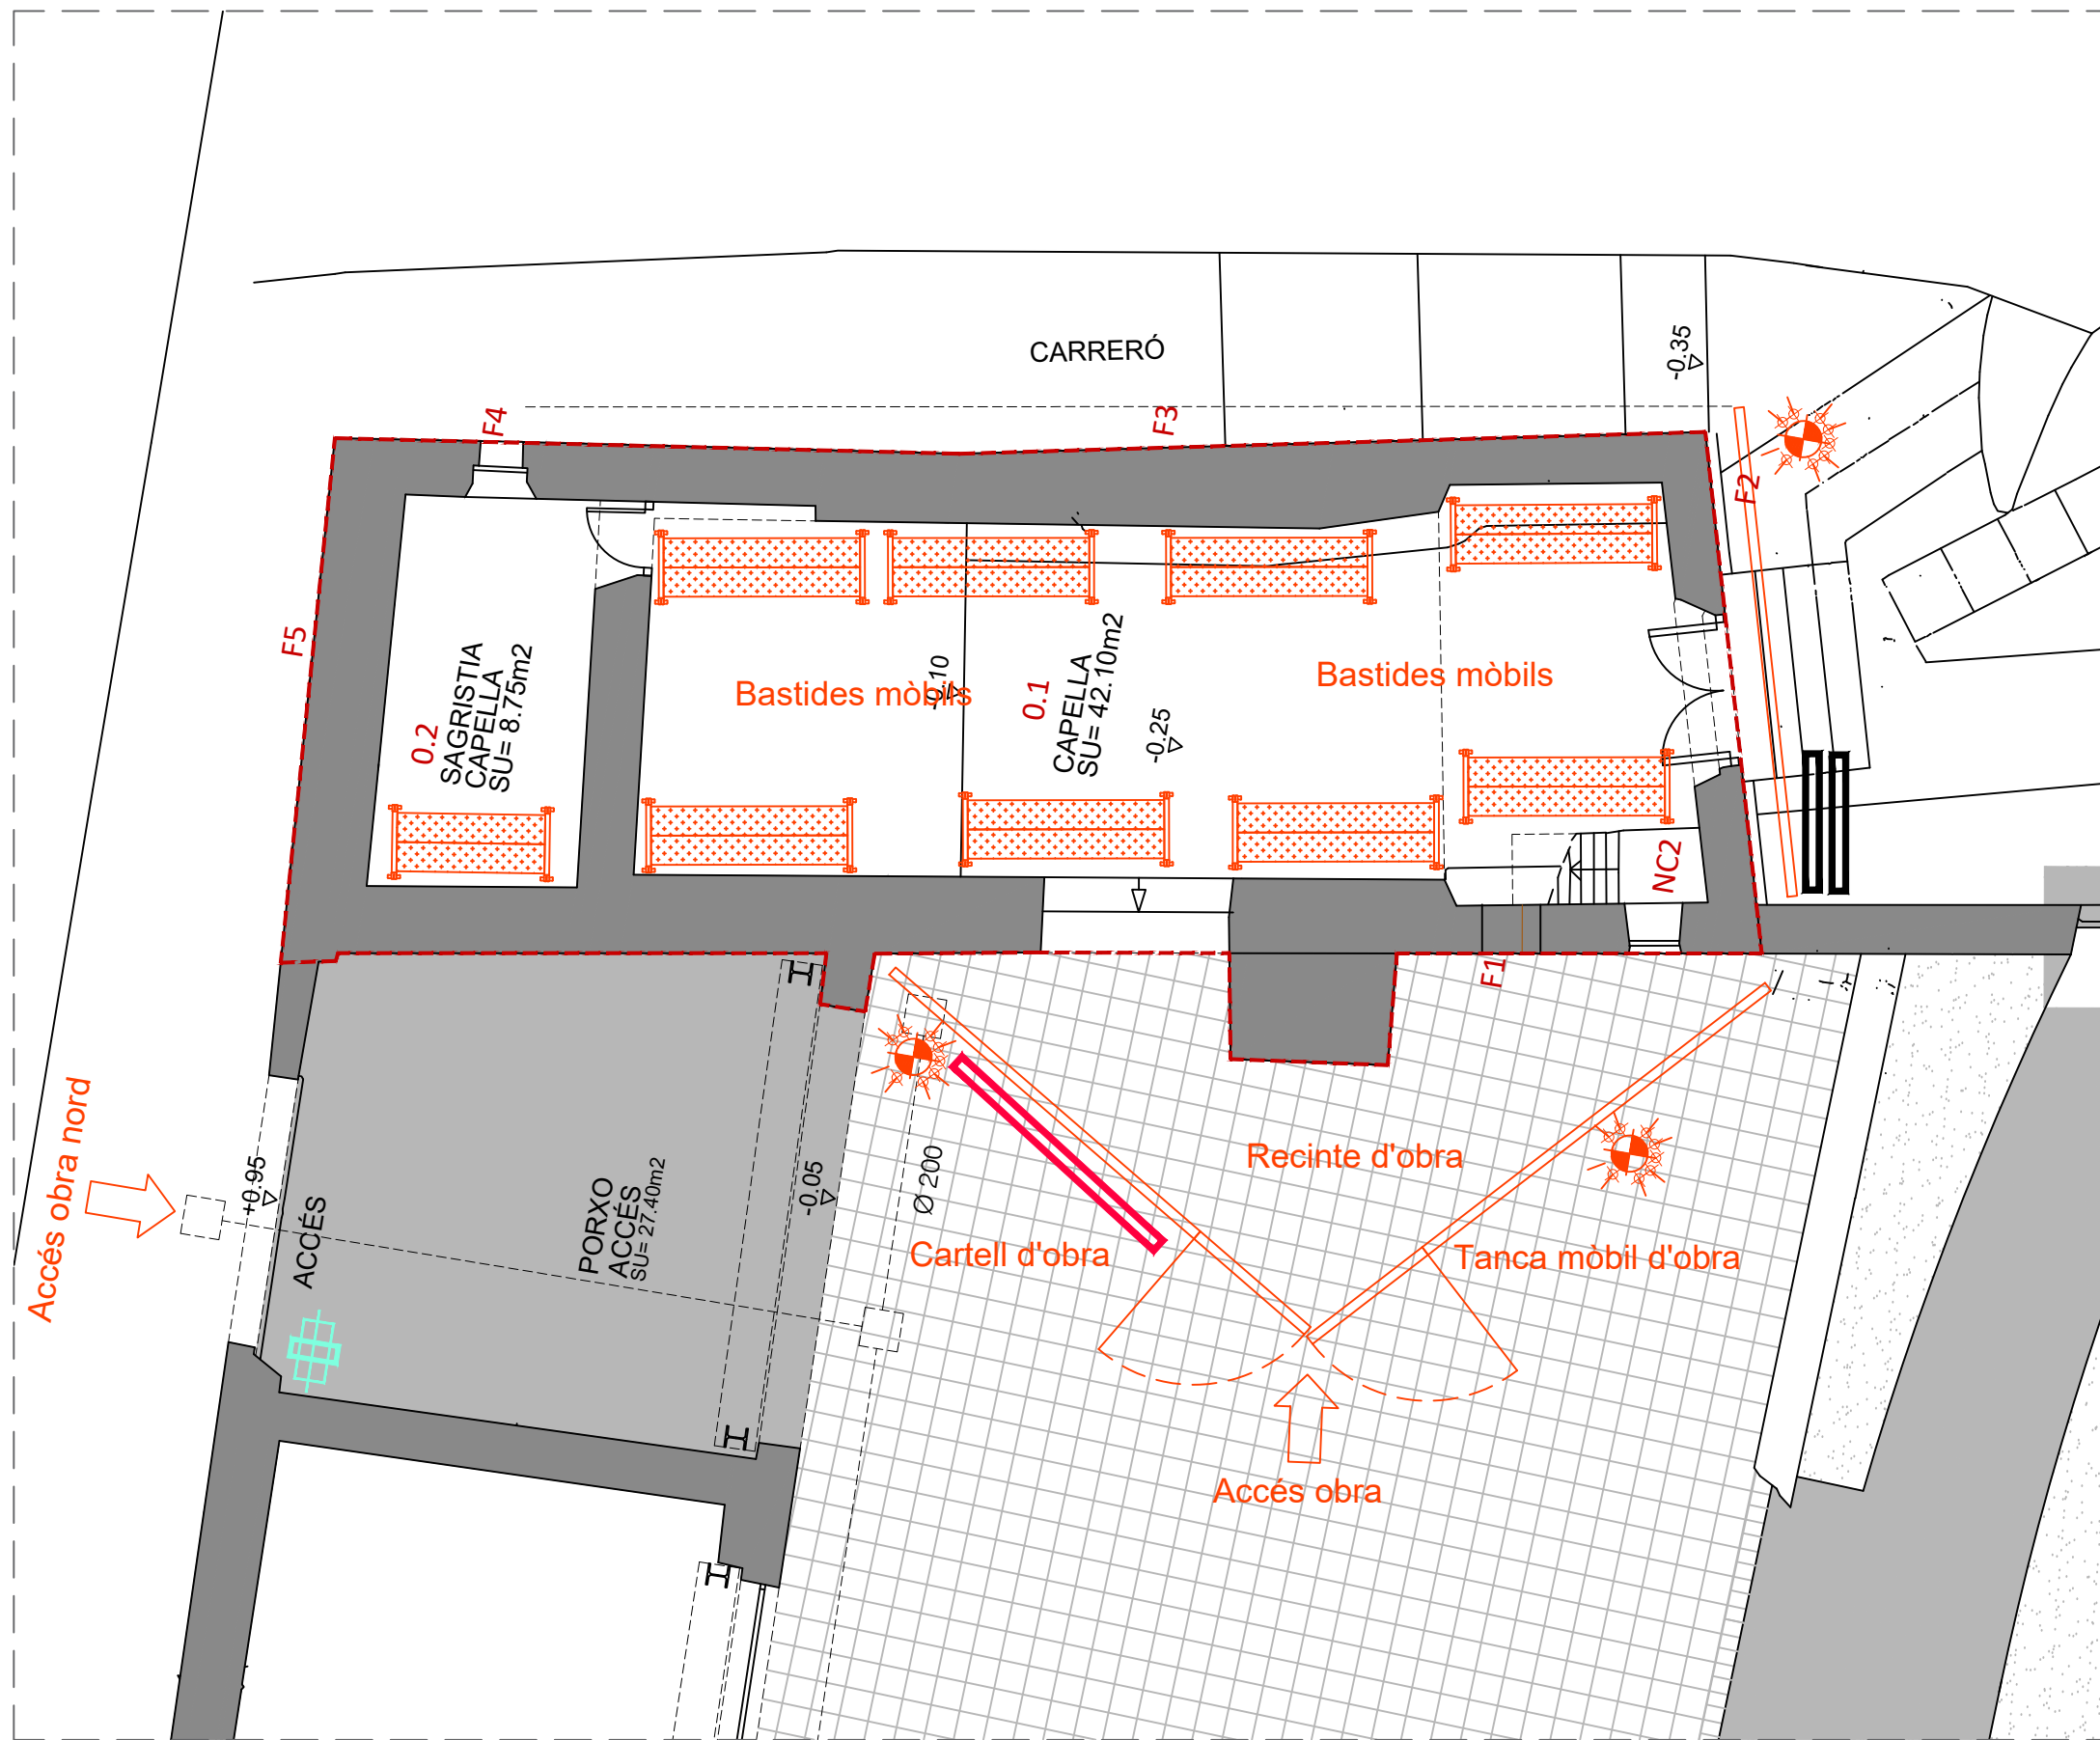 CARRERÓ
-0.35
F4
F3
F2
F5
0.2
SAGRISTIA
CAPELLA
SU= 8.75m2
Bastides mòbils
-0.10
0.1
CAPELLA
SU= 42.10m2
-0.25
Bastides mòbils
NC2
F1
Accés obra nord
+0.95
ACCÉS
PORXO
ACCÉS
SU= 27.40m2
-0.05
Ø 200
Recinte d'obra
Cartell d'obra
Tanca mòbil d'obra
Accés obra